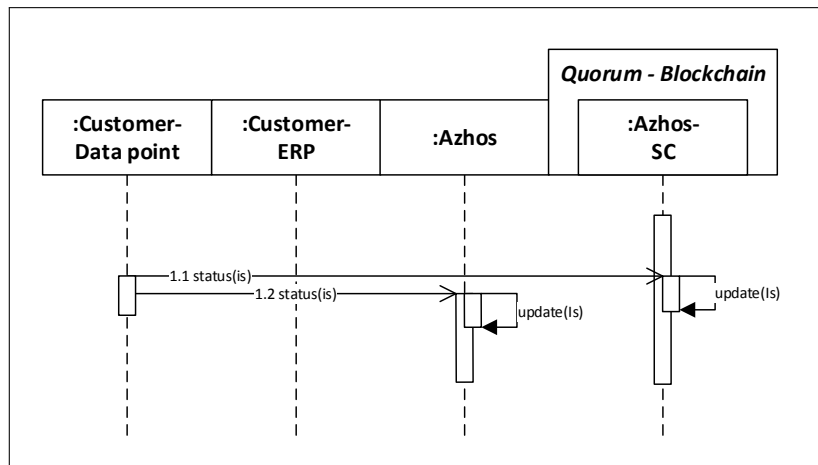 Quorum - Blockchain
:Customer-
Data point
:Customer-
ERP
:Azhos
:Azhos-
SC
1.1 status(is)
update(Is)
1.2 status(is)
update(Is)